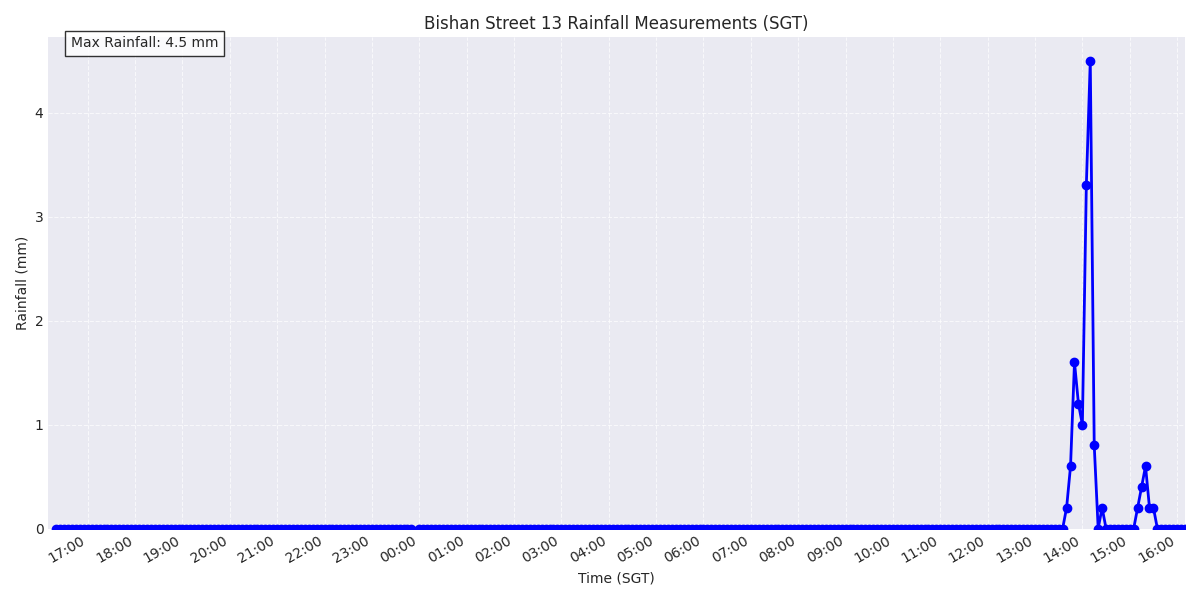 Bishan Street 13 Rainfall Measurements (SGT)
Max Rainfall: 4.5 mm
Rainfall (mm)
4
3
2
1
0
17:00 18:00 19:00 20:00 21:00 22:00 23:00 00:00 01:00 02:00 03:00 04:00 05:00 06:00 07:00 08:00 09:00 10:00 11:00 12:00 13:00 14:00 15:00 16:00
Time (SGT)